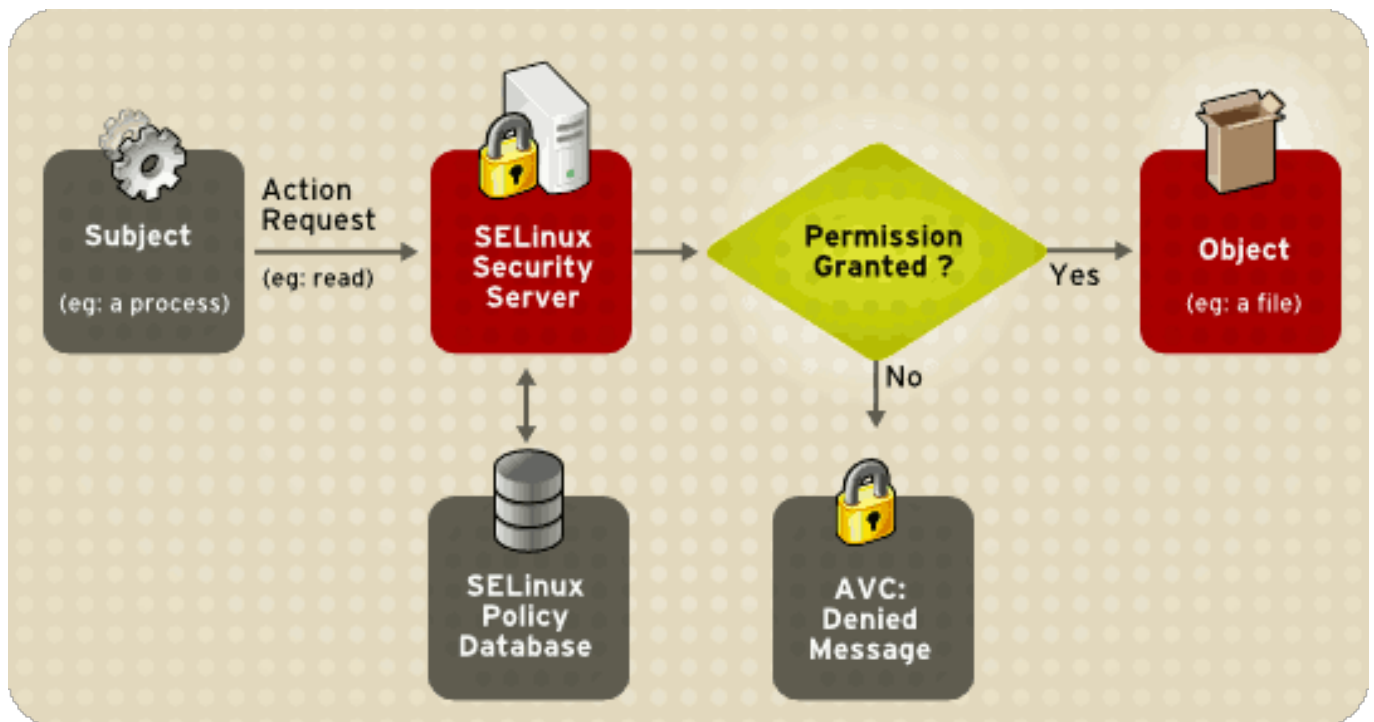 Subject
(eg: a process)
Action
Request
(eg: read)
SELinux
Security
Server
Permission
Granted ?
Yes
Object
(eg: a file)
No
SELinux
Policy
Database
AVC:
Denied
Message